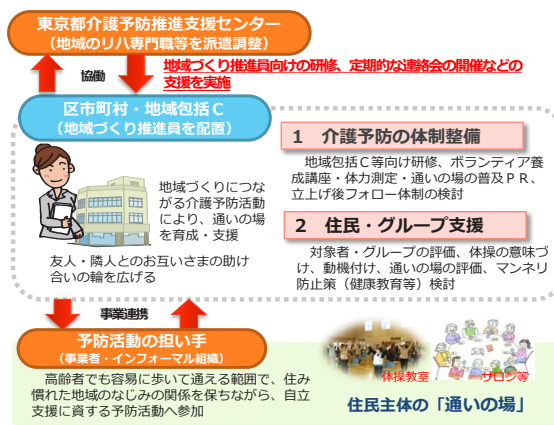 東京都介護予防推進支援センター
（地域のリハ専門職等を派遣調整）
協働
地域づくり推進員向けの研修、定期的な連絡会の開催などの
支援を実施
区市町村・地域包括Ｃ
（地域づくり推進員を配置）
地域づくりにつな
がる介護予防活動
により、通いの場
を育成・支援
友人・隣人とのお互いさまの助け
合いの輪を広げる
１　介護予防の体制整備
地域包括Ｃ等向け研修、ボランティア養
成講座・体力測定・通いの場の普及ＰＲ、
立上げ後フォロー体制の検討
２　住民・グループ支援
対象者・グループの評価、体操の意味づ
け、動機付け、通いの場の評価、マンネリ
防止策（健康教育等）検討
事業連携
予防活動の担い手
（事業者・インフォーマル組織）
高齢者でも容易に歩いて通える範囲で、住み
慣れた地域のなじみの関係を保ちながら、自立
支援に資する予防活動へ参加
体操教室
サロン等
住民主体の「通いの場」